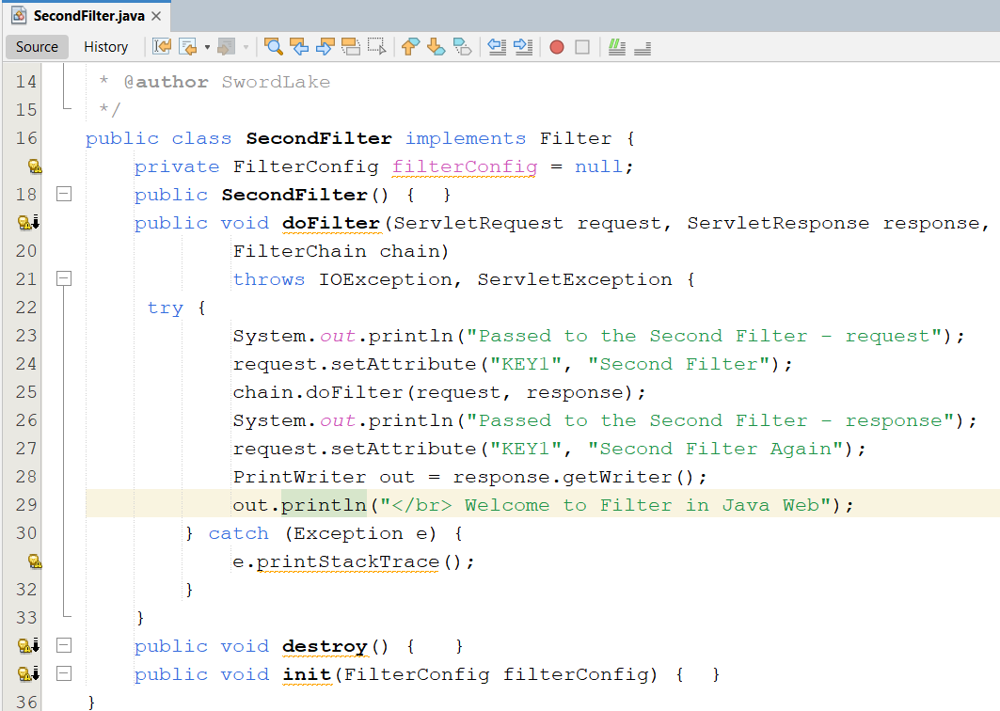 SecondFilter.java
Source History
14 * @author SwordLake
15 */
16 public class SecondFilter implements Filter {
private FilterConfig filterConfig = null;
18 public SecondFilter() { }
public void doFilter(ServletRequest request, ServletResponse response,
20 FilterChain chain)
21 throws IOException, ServletException {
22 try {
23 System.out.println("Passed to the Second Filter - request");
24 request.setAttribute("KEY1", "Second Filter");
25 chain.doFilter(request, response);
26 System.out.println("Passed to the Second Filter - response");
27 request.setAttribute("KEY1", "Second Filter Again");
28 PrintWriter out = response.getWriter();
29 out.println("</br> Welcome to Filter in Java Web");
30 } catch (Exception e) {
e.printStackTrace();
32 }
33 }
public void destroy() { }
public void init(FilterConfig filterConfig) { }
36 }